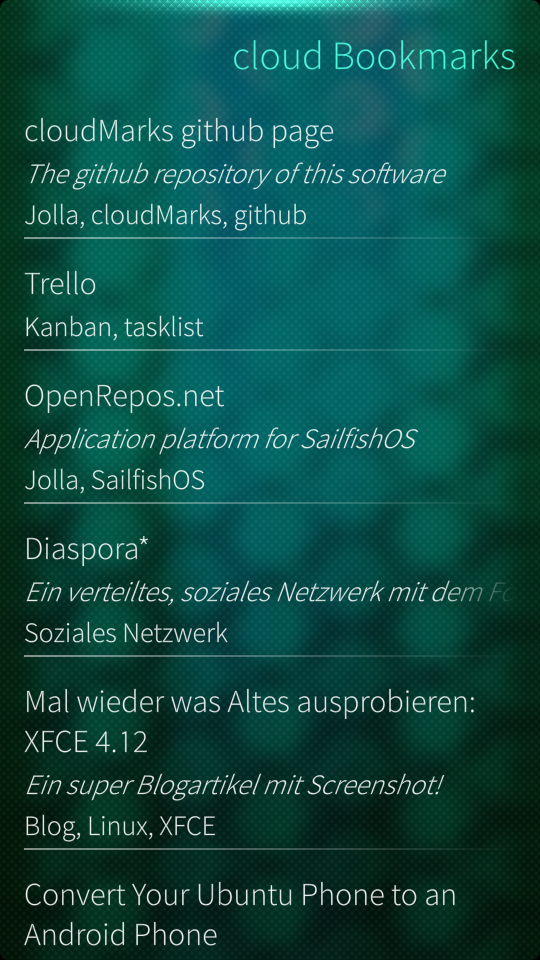 cloud Bookmarks
cloudMarks github page
The github repository of this software
Jolla, cloudMarks, github
Trello
Kanban, tasklist
OpenRepos.net
Application platform for SailfishOS
Jolla, SailfishOS
Diaspora*
Ein verteiltes, soziales Netzwerk mit dem
Soziales Netzwerk
Mal wieder was Altes ausprobieren:
XFCE 4.12
Ein super Blogartikel mit Screenshot!
Blog, Linux, XFCE
Convert Your Ubuntu Phone to an
Android Phone